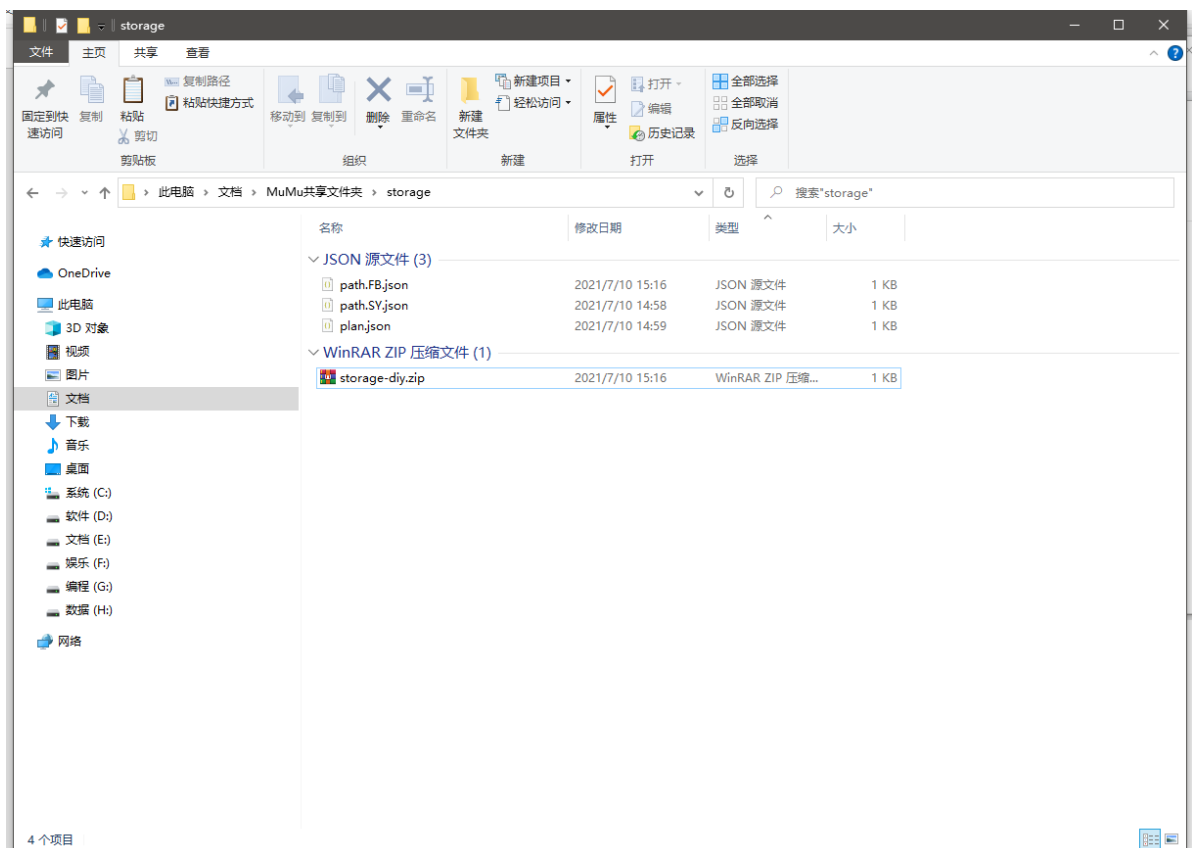 storage
文件 主页 共享 查看
固定到快速访问
复制
粘贴
复制路径
粘贴快捷方式
剪切
剪贴板
移动到
复制到
删除
重命名
组织
新建文件夹
新建项目
轻松访问
新建
属性
打开
编辑
历史记录
打开
全部选择
全部取消
反向选择
选择
此电脑 › 文档 › MuMu共享文件夹 › storage
搜索"storage"
名称 修改日期 类型 大小
快速访问
OneDrive
此电脑
3D 对象
视频
图片
文档
下载
音乐
桌面
系统 (C:)
软件 (D:)
文档 (E:)
娱乐 (F:)
编程 (G:)
数据 (H:)
网络
JSON 源文件 (3)
path.FB.json 2021/7/10 15:16 JSON 源文件 1 KB
path.SY.json 2021/7/10 14:58 JSON 源文件 1 KB
plan.json 2021/7/10 14:59 JSON 源文件 1 KB
WinRAR ZIP 压缩文件 (1)
storage-diy.zip 2021/7/10 15:16 WinRAR ZIP 压缩... 1 KB
4 个项目